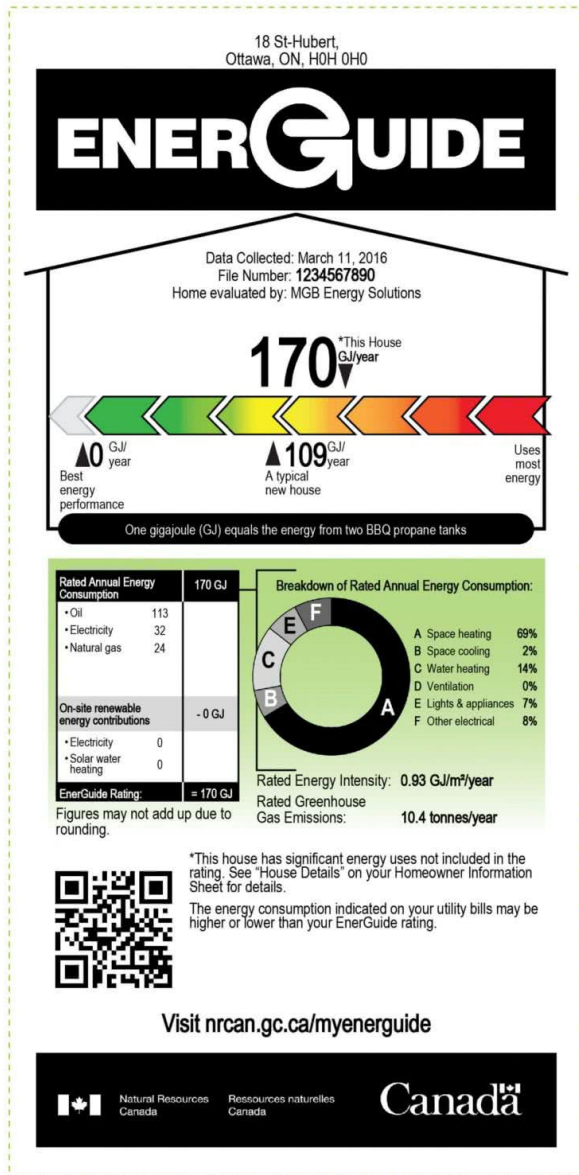 18 St-Hubert,
Ottawa, ON, H0H 0H0
ENERGUIDE
Data Collected: March 11, 2016
File Number: 1234567890
Home evaluated by: MGB Energy Solutions
170
*This House
GJ/year
0 GJ/
year
Best
energy
performance
109 GJ/
year
A typical
new house
Uses
most
energy
One gigajoule (GJ) equals the energy from two BBQ propane tanks
Rated Annual Energy
Consumption
170 GJ
• Oil 113
• Electricity 32
• Natural gas 24
On-site renewable
energy contributions
- 0 GJ
• Electricity 0
• Solar water
heating 0
EnerGuide Rating: = 170 GJ
Figures may not add up due to
rounding.
Breakdown of Rated Annual Energy Consumption:
F
E
C
B
A
A Space heating 69%
B Space cooling 2%
C Water heating 14%
D Ventilation 0%
E Lights & appliances 7%
F Other electrical 8%
Rated Energy Intensity: 0.93 GJ/m²/year
Rated Greenhouse
Gas Emissions: 10.4 tonnes/year
*This house has significant energy uses not included in the
rating. See “House Details” on your Homeowner Information
Sheet for details.
The energy consumption indicated on your utility bills may be
higher or lower than your EnerGuide rating.
Visit nrcan.gc.ca/myenerguide
Natural Resources
Canada
Ressources naturelles
Canada
Canada